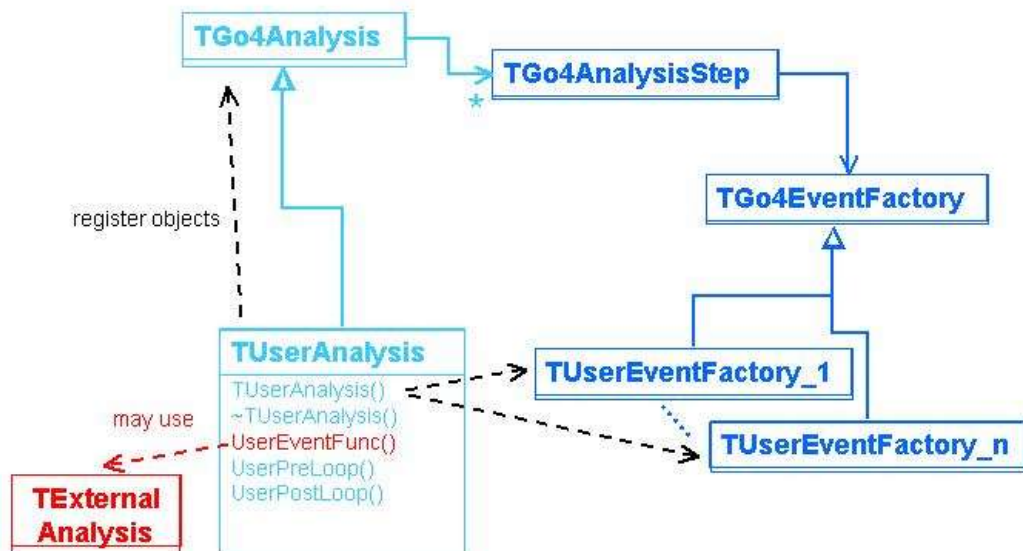 TGo4Analysis
TGo4AnalysisStep
*
TGo4EventFactory
register objects
TUserAnalysis
TUserAnalysis()
~TUserAnalysis()
UserEventFunc()
UserPreLoop()
UserPostLoop()
TUserEventFactory_1
TUserEventFactory_n
may use
TExternal
Analysis